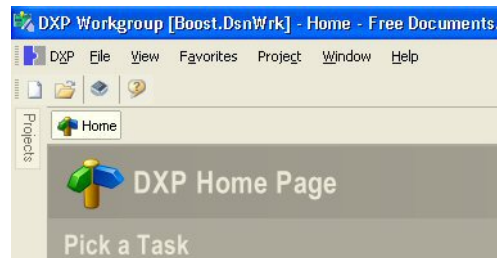 DXP Workgroup [Boost.DsnWrk] - Home - Free Documents.
DXP File View Favorites Project Window Help
Projects
Home
DXP Home Page
Pick a Task